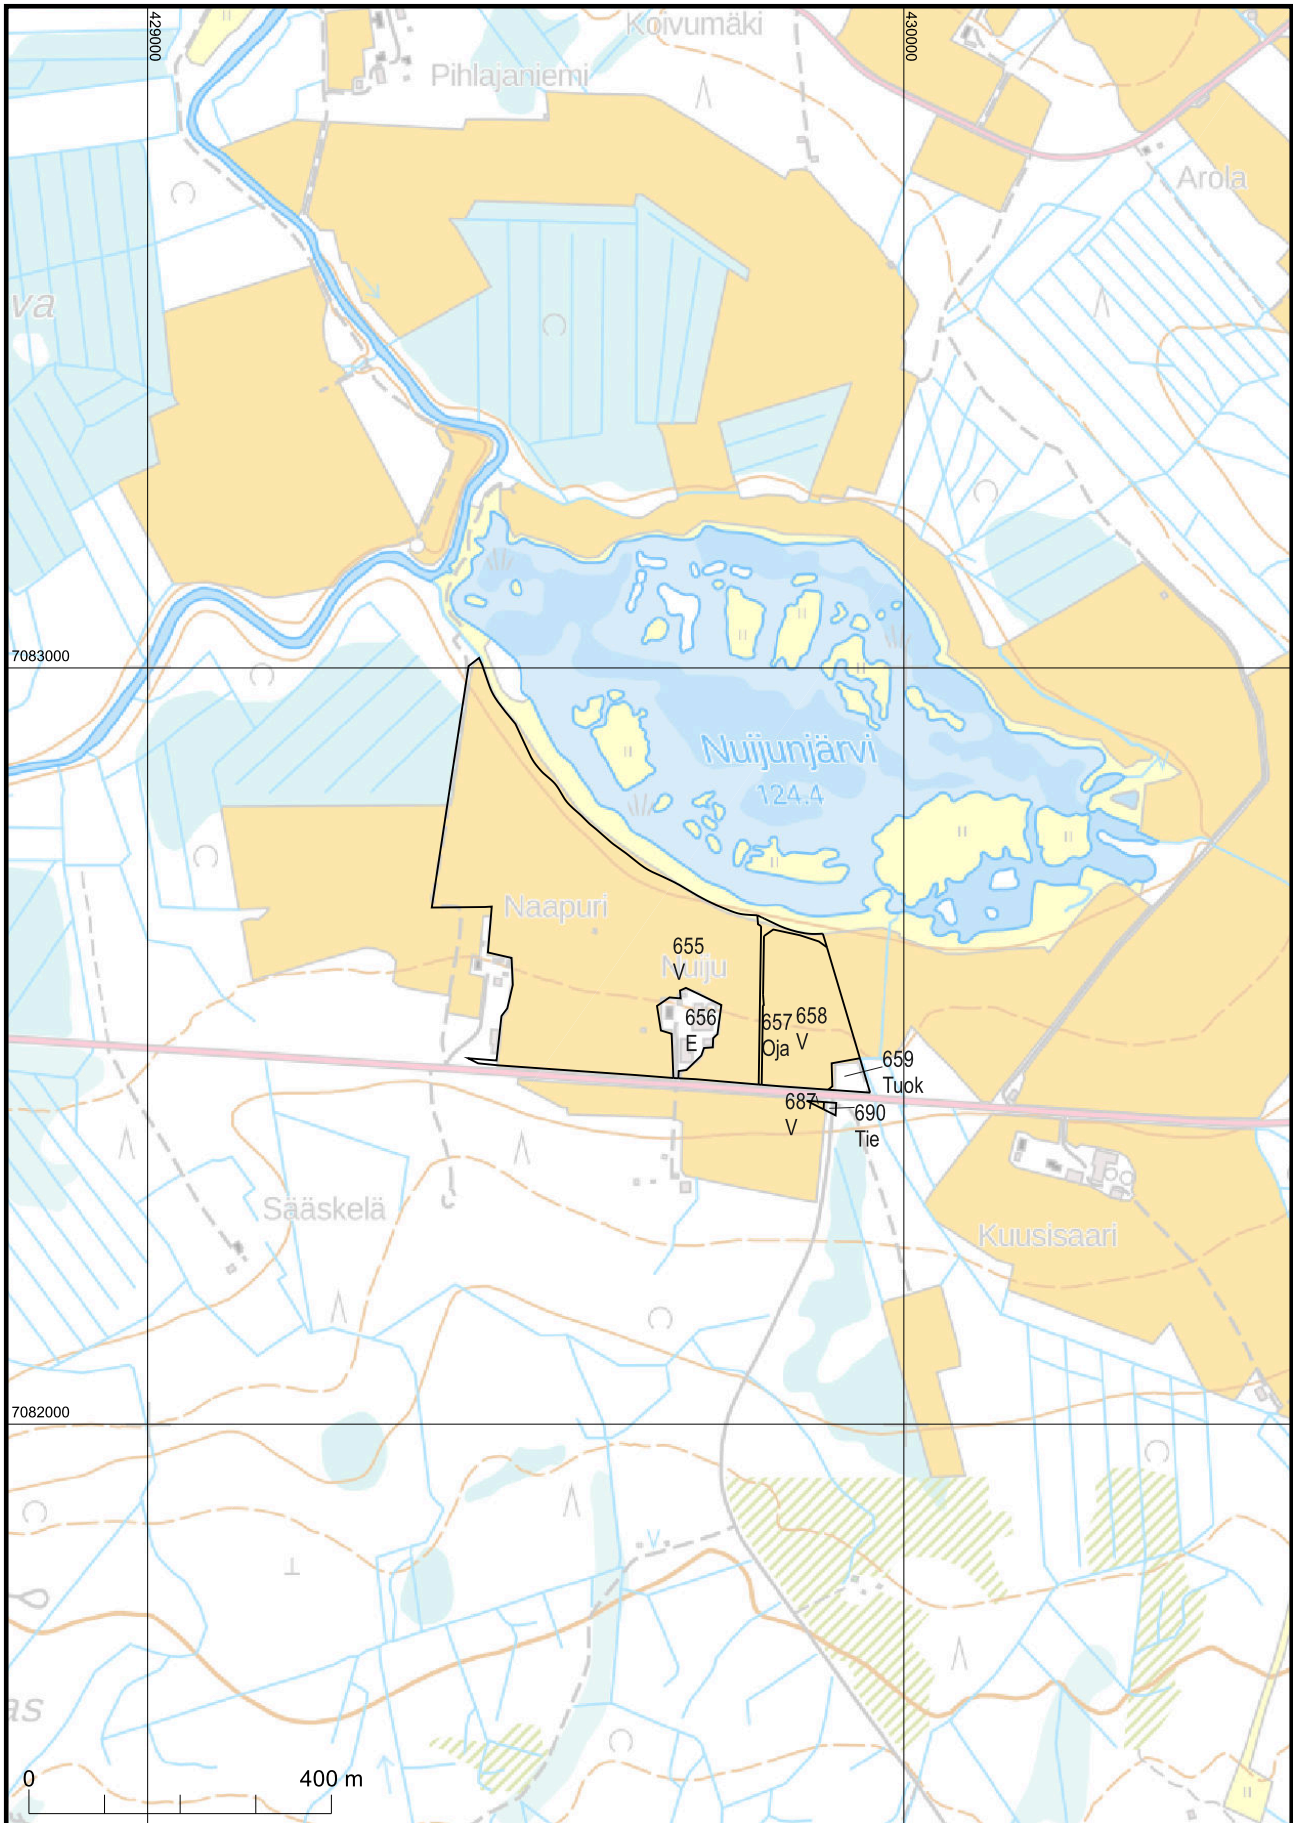 429000
430000
Koivumäki
Pihlajaniemi
Arola
va
7083000
Nuijunjärvi
124.4
Naapuri
655
V
Nuiju
656
E
657
Oja
658
V
659
Tuok
687
V
690
Tie
Sääskelä
Kuusisaari
7082000
as
0
400 m